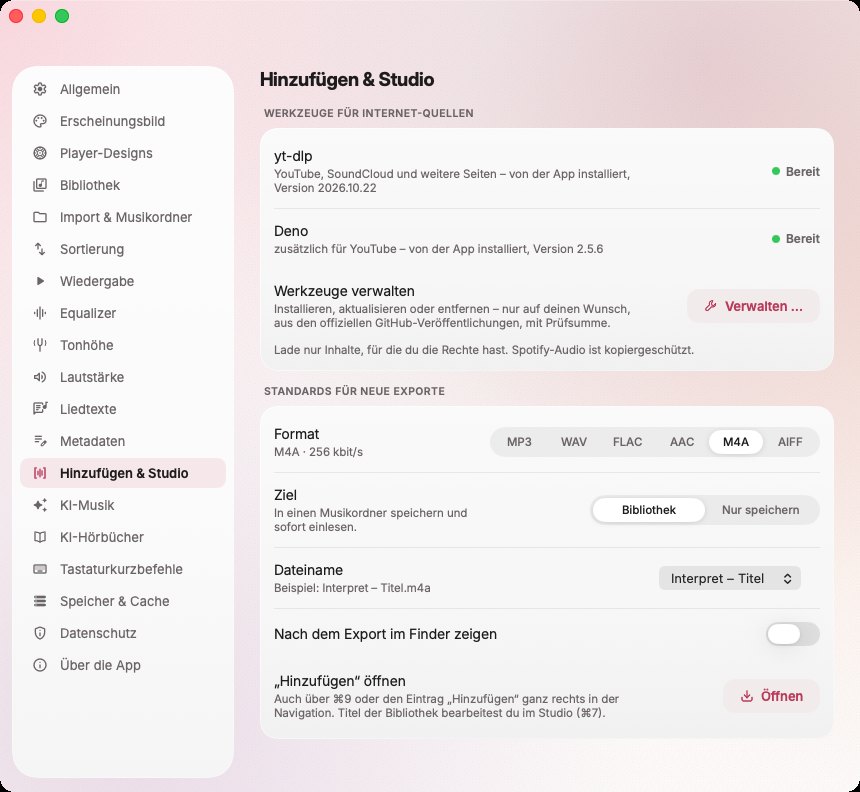 Allgemein
Erscheinungsbild
Player-Designs
Bibliothek
Import & Musikordner
Sortierung
Wiedergabe
Equalizer
Tonhöhe
Lautstärke
Liedtexte
Metadaten
Hinzufügen & Studio
KI-Musik
KI-Hörbücher
Tastaturkurzbefehle
Speicher & Cache
Datenschutz
Über die App
Hinzufügen & Studio
WERKZEUGE FÜR INTERNET-QUELLEN
yt-dlp
YouTube, SoundCloud und weitere Seiten – von der App installiert,
Version 2026.10.22
Bereit
Deno
zusätzlich für YouTube – von der App installiert, Version 2.5.6
Bereit
Werkzeuge verwalten
Installieren, aktualisieren oder entfernen – nur auf deinen Wunsch,
aus den offiziellen GitHub-Veröffentlichungen, mit Prüfsumme.
Verwalten ...
Lade nur Inhalte, für die du die Rechte hast. Spotify-Audio ist kopiergeschützt.
STANDARDS FÜR NEUE EXPORTE
Format
M4A · 256 kbit/s
MP3 WAV FLAC AAC M4A AIFF
Ziel
In einen Musikordner speichern und
sofort einlesen.
Bibliothek Nur speichern
Dateiname
Beispiel: Interpret – Titel.m4a
Interpret – Titel
Nach dem Export im Finder zeigen
„Hinzufügen“ öffnen
Auch über ⌘9 oder den Eintrag „Hinzufügen“ ganz rechts in der
Navigation. Titel der Bibliothek bearbeitest du im Studio (⌘7).
Öffnen